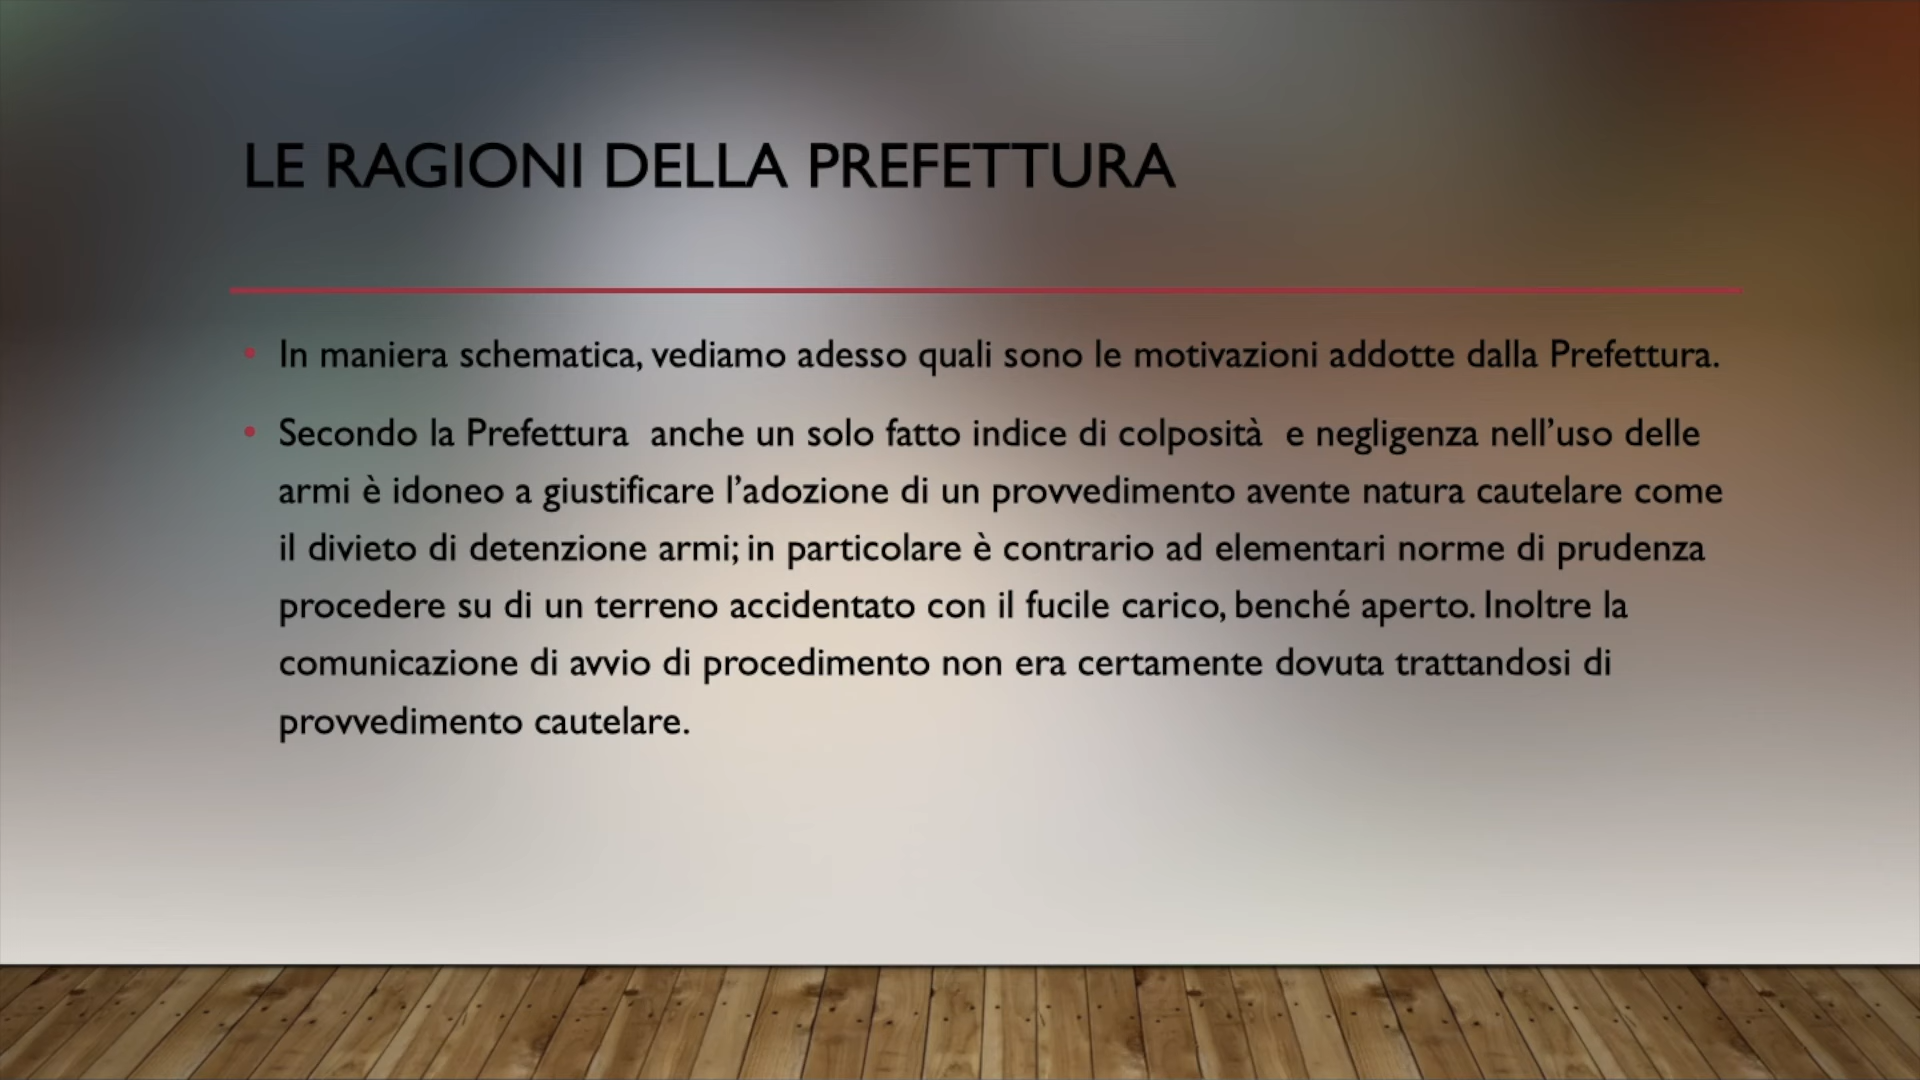 LE RAGIONI DELLA PREFETTURA
• In maniera schematica, vediamo adesso quali sono le motivazioni addotte dalla Prefettura.
• Secondo la Prefettura  anche un solo fatto indice di colposità  e negligenza nell’uso delle
armi è idoneo a giustificare l’adozione di un provvedimento avente natura cautelare come
il divieto di detenzione armi; in particolare è contrario ad elementari norme di prudenza
procedere su di un terreno accidentato con il fucile carico, benché aperto. Inoltre la
comunicazione di avvio di procedimento non era certamente dovuta trattandosi di
provvedimento cautelare.